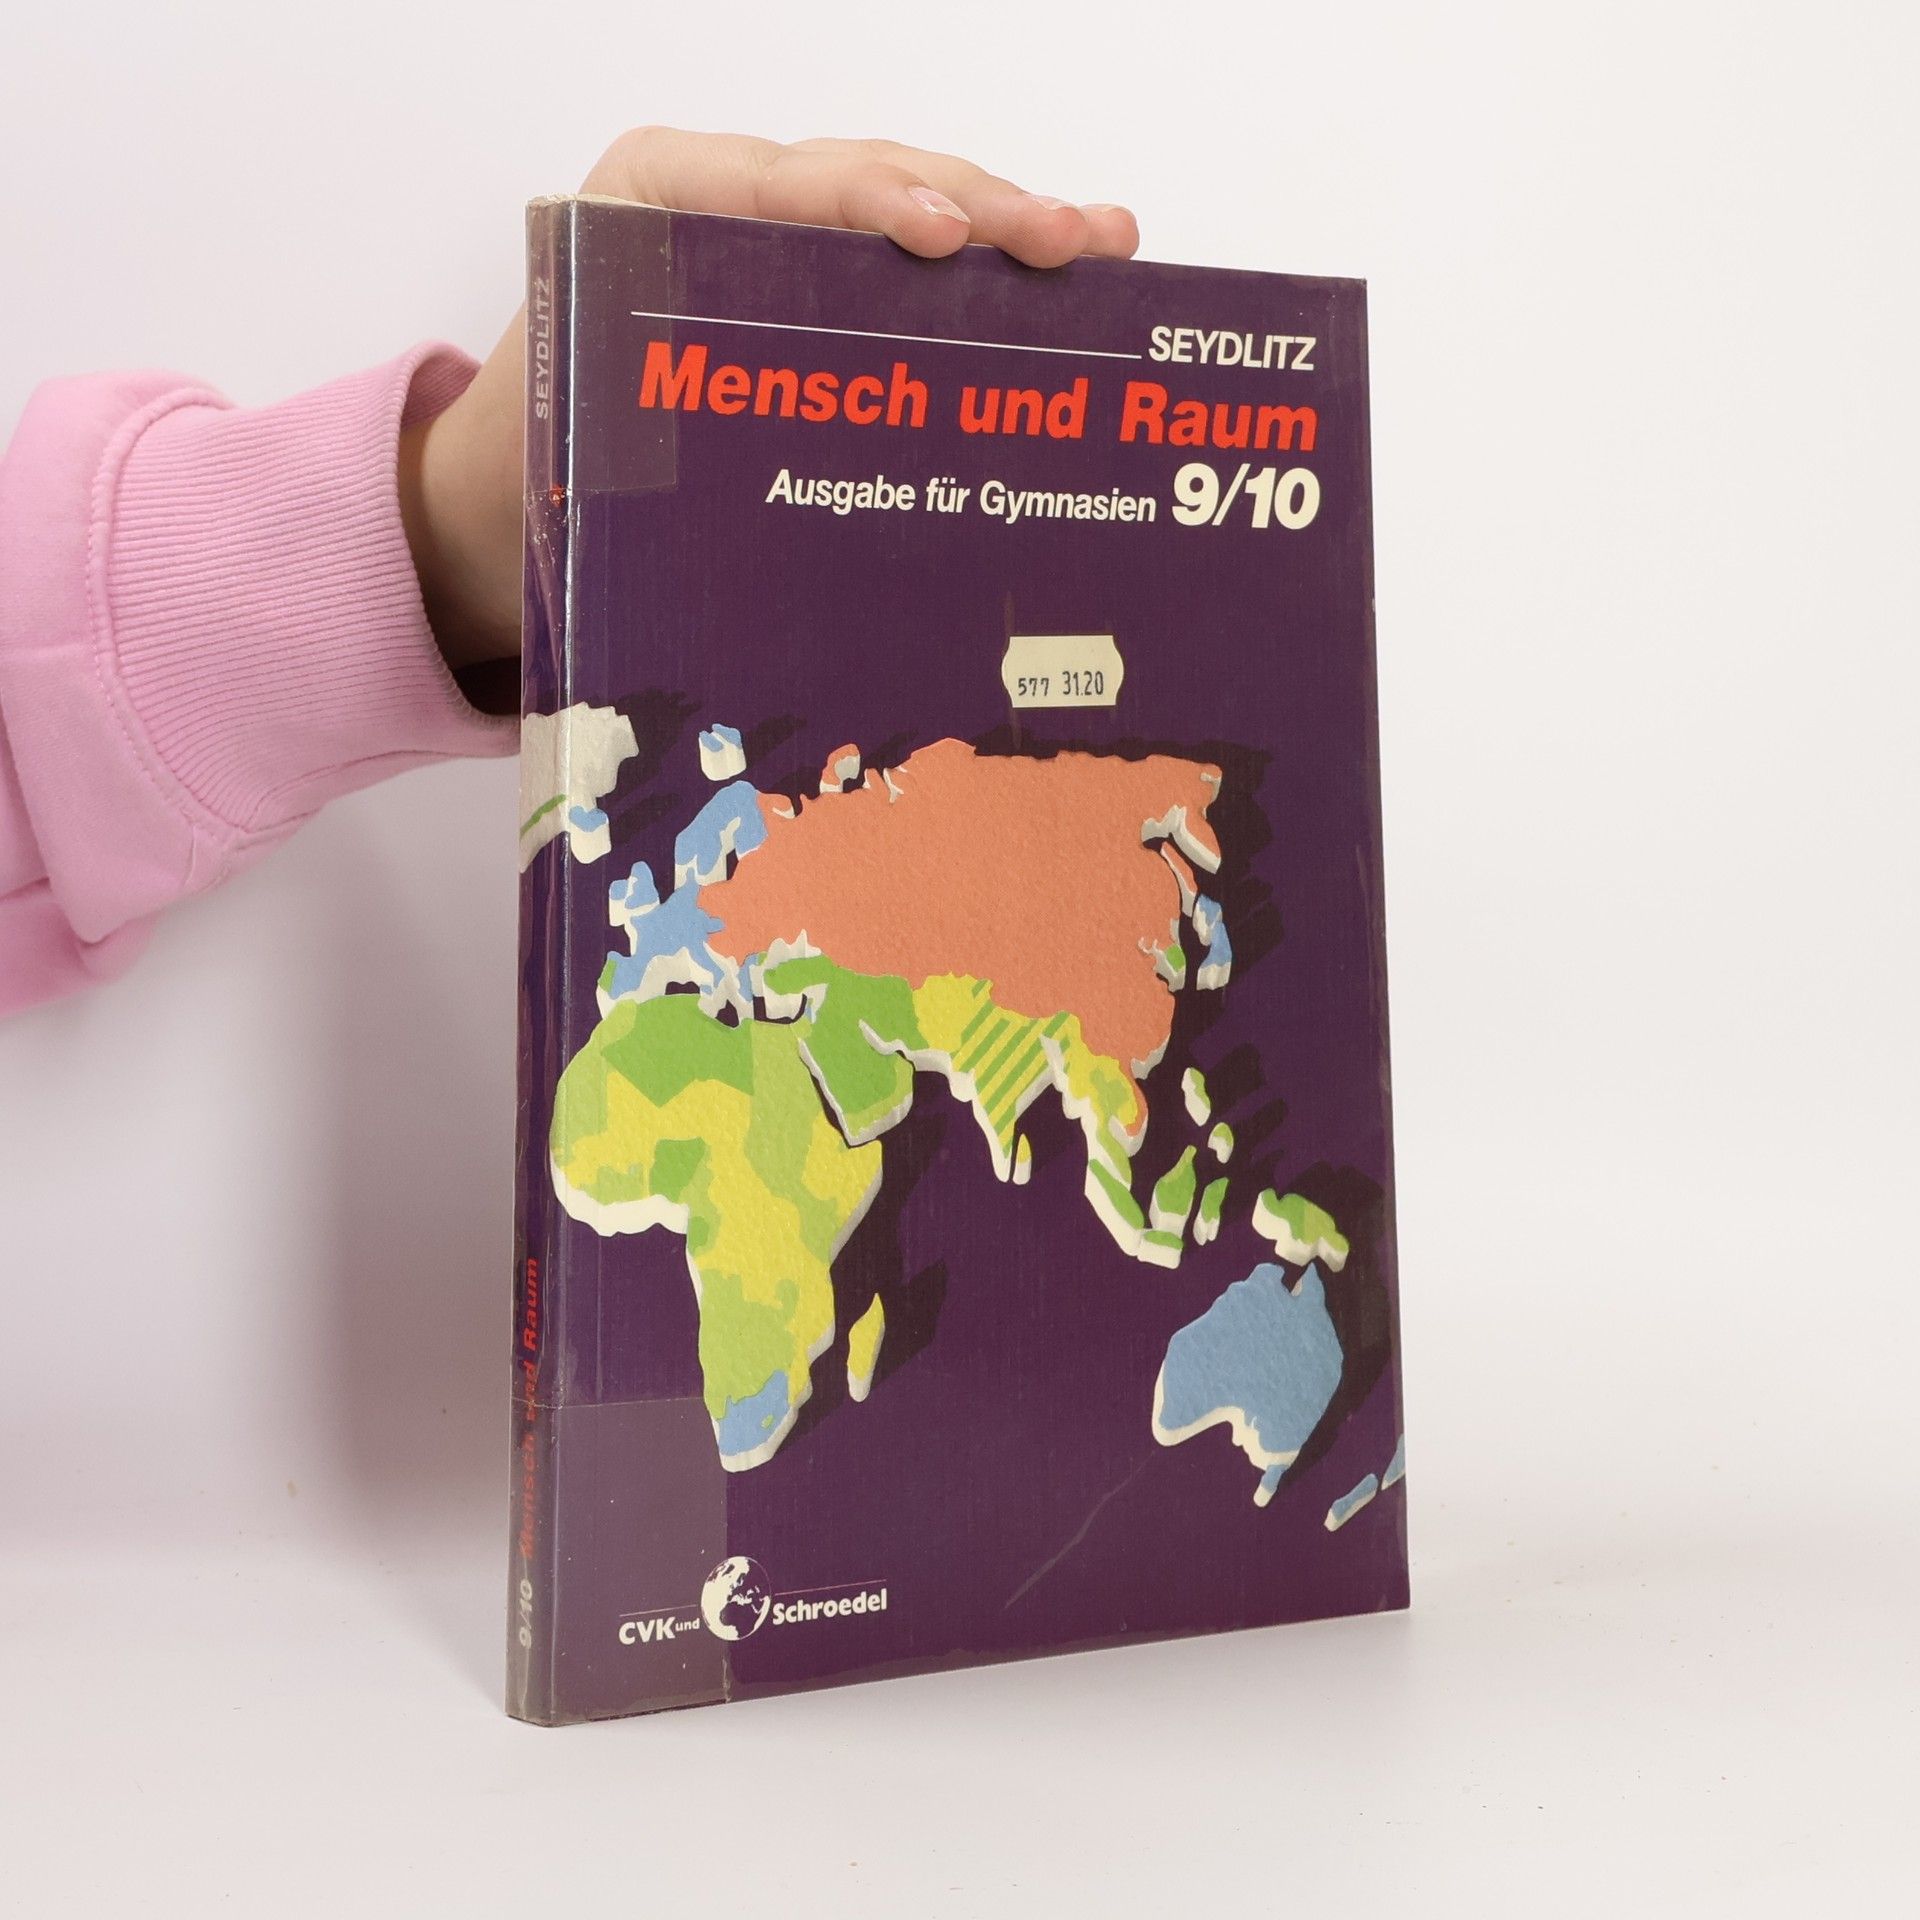 SEYDLITZ
Mensch und Raum
Ausgabe für Gymnasien 9/10
577 31.20
CVK und Schroedel
SEYDLITZ
9/10 Mensch und Raum